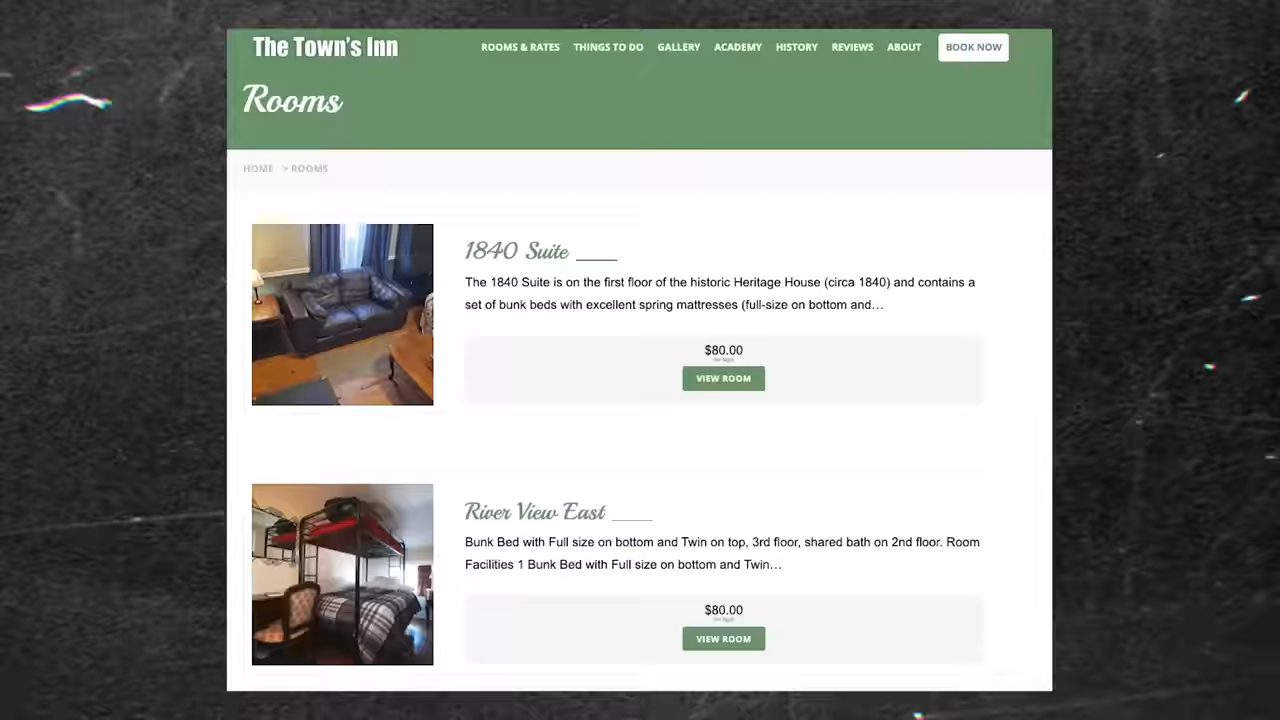 The Town's Inn
ROOMS & RATES THINGS TO DO GALLERY ACADEMY HISTORY REVIEWS ABOUT BOOK NOW
Rooms
HOME > ROOMS
1840 Suite
The 1840 Suite is on the first floor of the historic Heritage House (circa 1840) and contains a
set of bunk beds with excellent spring mattresses (full-size on bottom and…
$80.00
VIEW ROOM
River View East
Bunk Bed with Full size on bottom and Twin on top, 3rd floor, shared bath on 2nd floor. Room
Facilities 1 Bunk Bed with Full size on bottom and Twin…
$80.00
VIEW ROOM